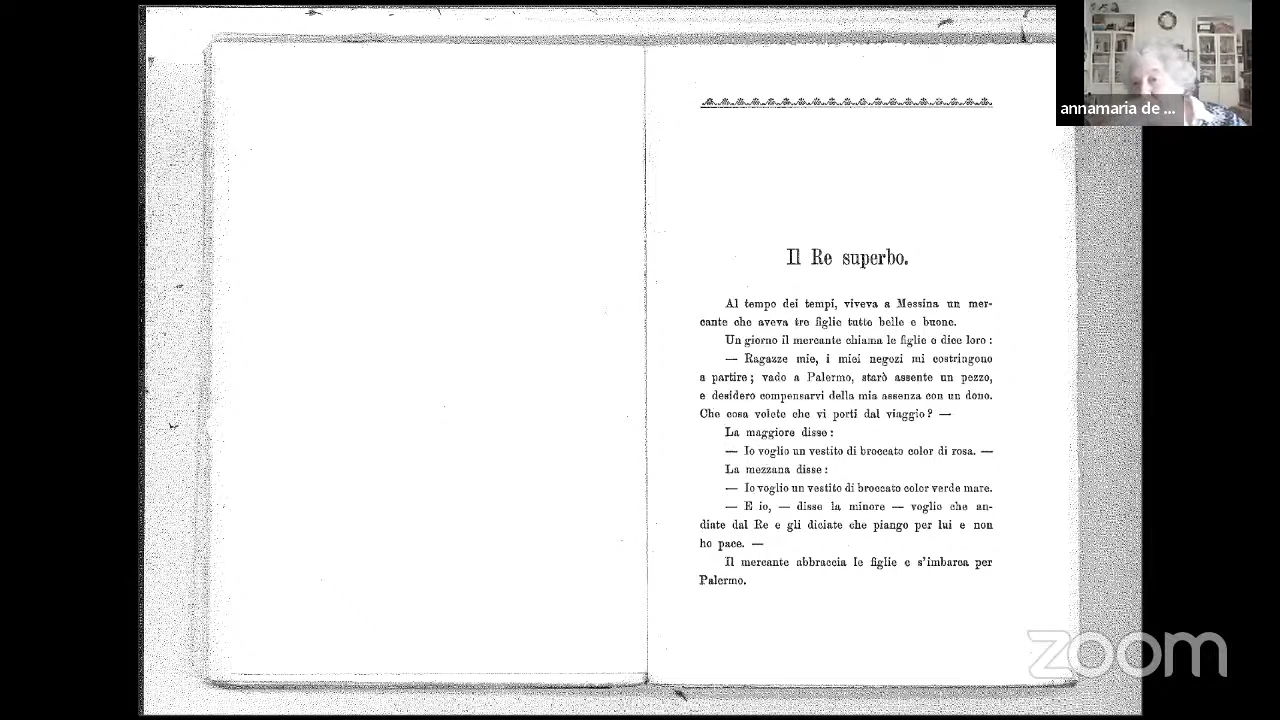 annamaria de ...
Il Re superbo.
Al tempo dei tempi, viveva a Messina un mer-
cante che aveva tre figlie tutte belle e buone.
Un giorno il mercante chiama le figlie e dice loro :
— Ragazze mie, i miei negozi mi costringono
a partire ; vado a Palermo, starò assente un pezzo,
e desidero compensarvi della mia assenza con un dono.
Che cosa volete che vi porti dal viaggio ? —
La maggiore disse :
— Io voglio un vestito di broccato color di rosa. —
La mezzana disse :
— Io voglio un vestito di broccato color verde mare.
— E io, — disse la minore — voglio che an-
diate dal Re e gli diciate che piango per lui e non
ho pace. —
Il mercante abbraccia le figlie e s'imbarca per
Palermo.
zoom